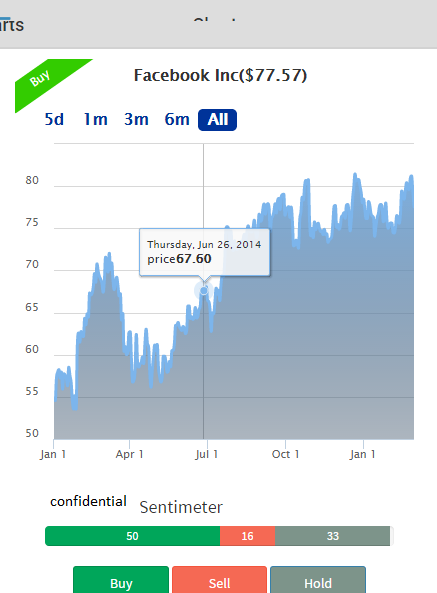 Buy
Facebook Inc($77.57)
5d 1m 3m 6m All
80
75
70
65
60
55
50
Thursday, Jun 26, 2014
price67.60
Jan 1 Apr 1 Jul 1 Oct 1 Jan 1
confidential Sentimeter
50 16 33
Buy Sell Hold